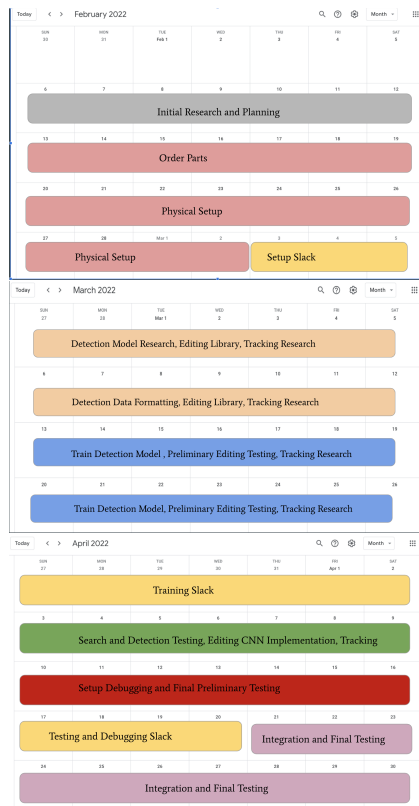 Today < > February 2022 Month
SUN MON TUE WED THU FRI SAT
30 31 Feb 1 2 3 4 5
6 7 8 9 10 11 12
Initial Research and Planning
13 14 15 16 17 18 19
Order Parts
20 21 22 23 24 25 26
Physical Setup
27 28 Mar 1 2 3 4 5
Physical Setup Setup Slack
Today < > March 2022 Month
SUN MON TUE WED THU FRI SAT
27 28 Mar 1 2 3 4 5
Detection Model Research, Editing Library, Tracking Research
6 7 8 9 10 11 12
Detection Data Formatting, Editing Library, Tracking Research
13 14 15 16 17 18 19
Train Detection Model , Preliminary Editing Testing, Tracking Research
20 21 22 23 24 25 26
Train Detection Model, Preliminary Editing Testing, Tracking Research
Today < > April 2022 Month
SUN MON TUE WED THU FRI SAT
27 28 29 30 31 Apr 1 2
Training Slack
3 4 5 6 7 8 9
Search and Detection Testing, Editing CNN Implementation, Tracking
10 11 12 13 14 15 16
Setup Debugging and Final Preliminary Testing
17 18 19 20 21 22 23
Testing and Debugging Slack Integration and Final Testing
24 25 26 27 28 29 30
Integration and Final Testing